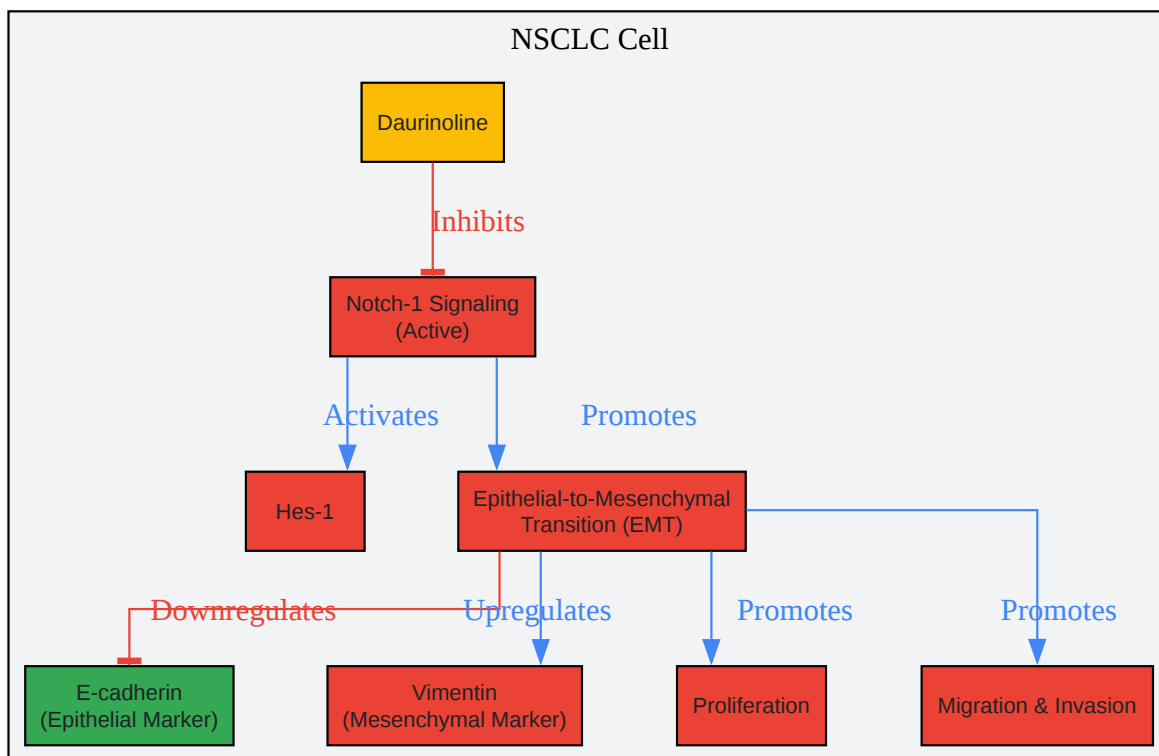 NSCLC Cell
Daurinoline
Inhibits
Notch-1 Signaling
(Active)
Activates
Promotes
Hes-1
Epithelial-to-Mesenchymal
Transition (EMT)
Downregulates
Upregulates
Promotes
Promotes
E-cadherin
(Epithelial Marker)
Vimentin
(Mesenchymal Marker)
Proliferation
Migration & Invasion